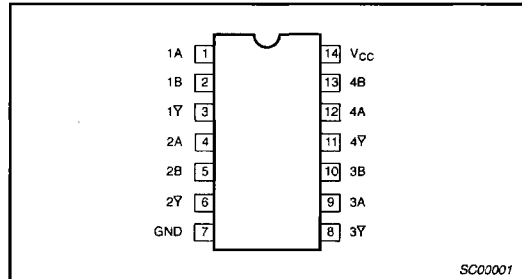 1A 1 14 VCC
1B 2 13 4B
1Y̅ 3 12 4A
2A 4 11 4Y̅
2B 5 10 3B
2Y̅ 6 9 3A
GND 7 8 3Y̅
SC00001